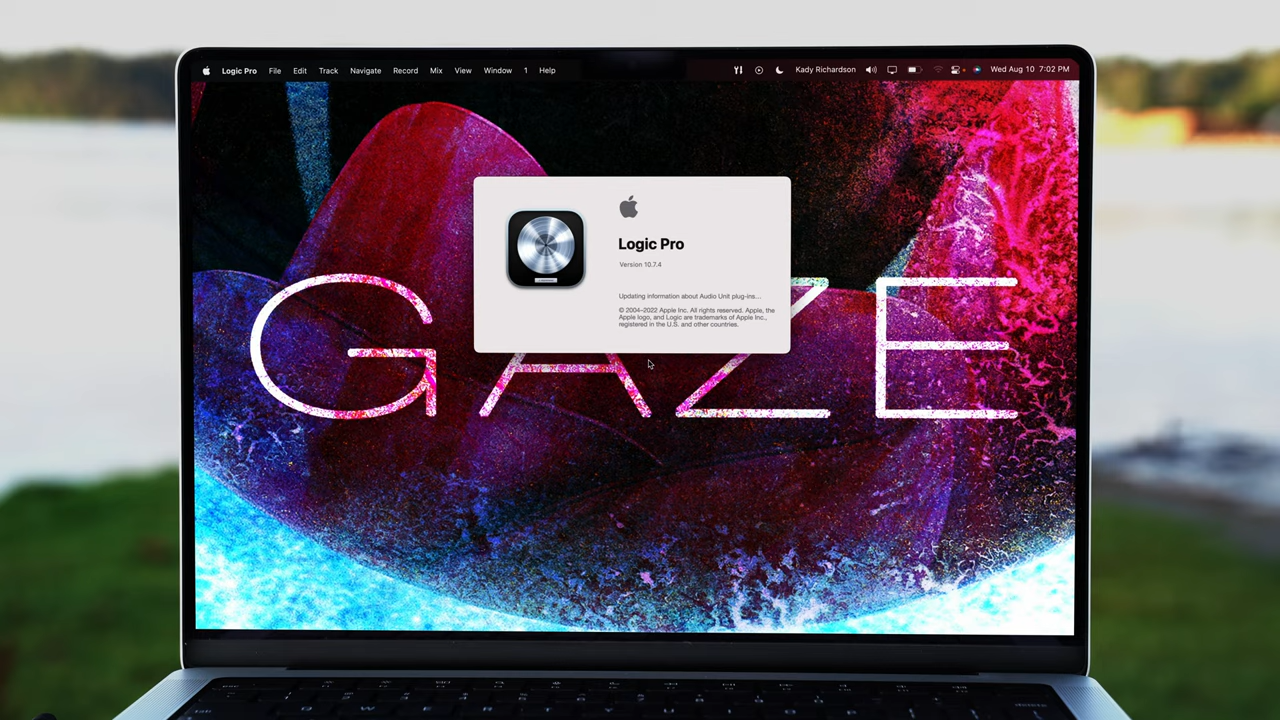 Logic Pro File Edit Track Navigate Record Mix View Window 1 Help Kady Richardson Wed Aug 10 7:02 PM
Logic Pro
Version 10.7.4
Updating information about Audio Unit plug-ins...
© 2004–2022 Apple Inc. All rights reserved. Apple, the
Apple logo, and Logic are trademarks of Apple Inc.,
registered in the U.S. and other countries.
GAZE